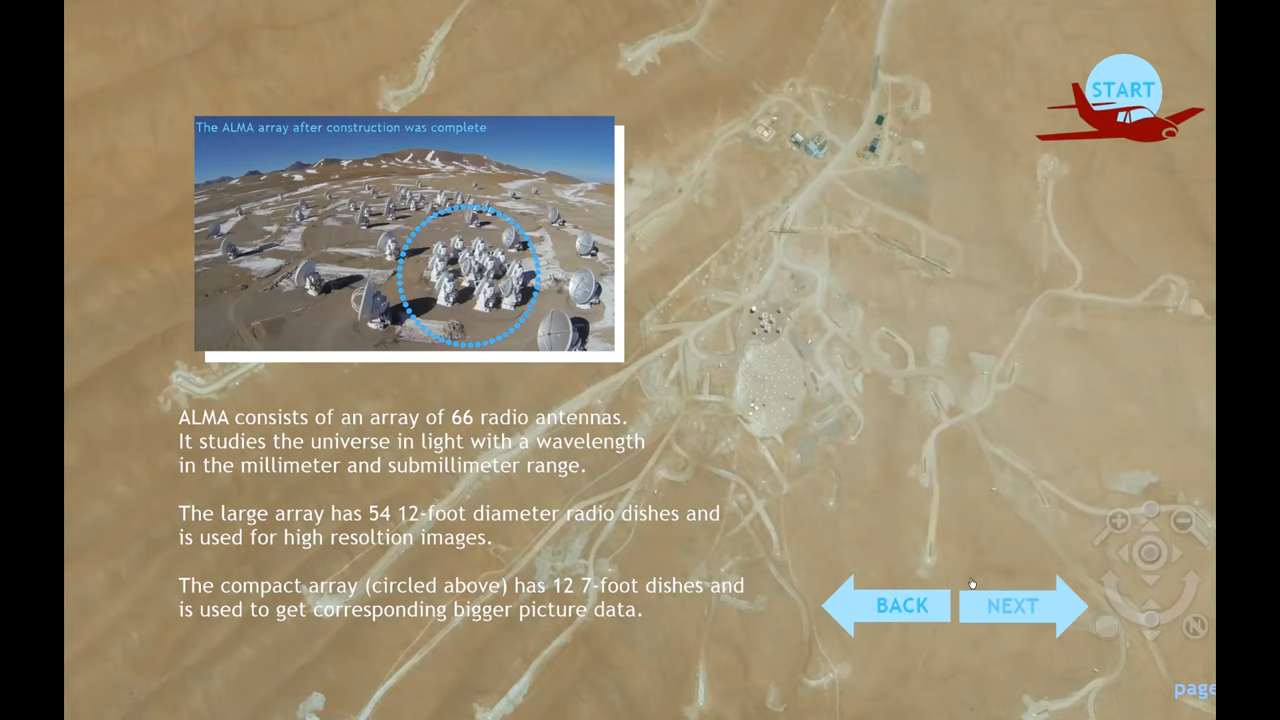 START
The ALMA array after construction was complete
ALMA consists of an array of 66 radio antennas.
It studies the universe in light with a wavelength
in the millimeter and submillimeter range.
The large array has 54 12-foot diameter radio dishes and
is used for high resoltion images.
The compact array (circled above) has 12 7-foot dishes and
is used to get corresponding bigger picture data.
BACK
NEXT
N
page